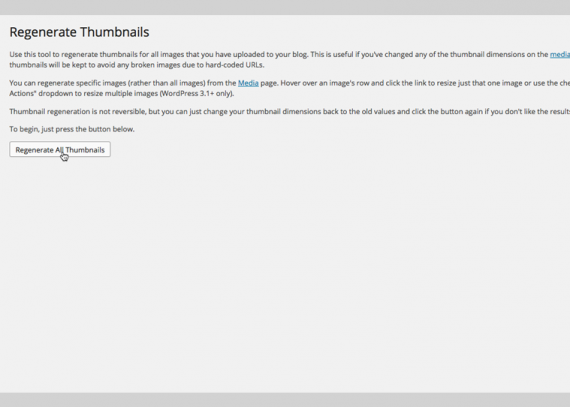 Regenerate Thumbnails
Use this tool to regenerate thumbnails for all images that you have uploaded to your blog. This is useful if you've changed any of the thumbnail dimensions on the media
thumbnails will be kept to avoid any broken images due to hard-coded URLs.
You can regenerate specific images (rather than all images) from the Media page. Hover over an image's row and click the link to resize just that one image or use the che
Actions" dropdown to resize multiple images (WordPress 3.1+ only).
Thumbnail regeneration is not reversible, but you can just change your thumbnail dimensions back to the old values and click the button again if you don't like the results
To begin, just press the button below.
Regenerate All Thumbnails